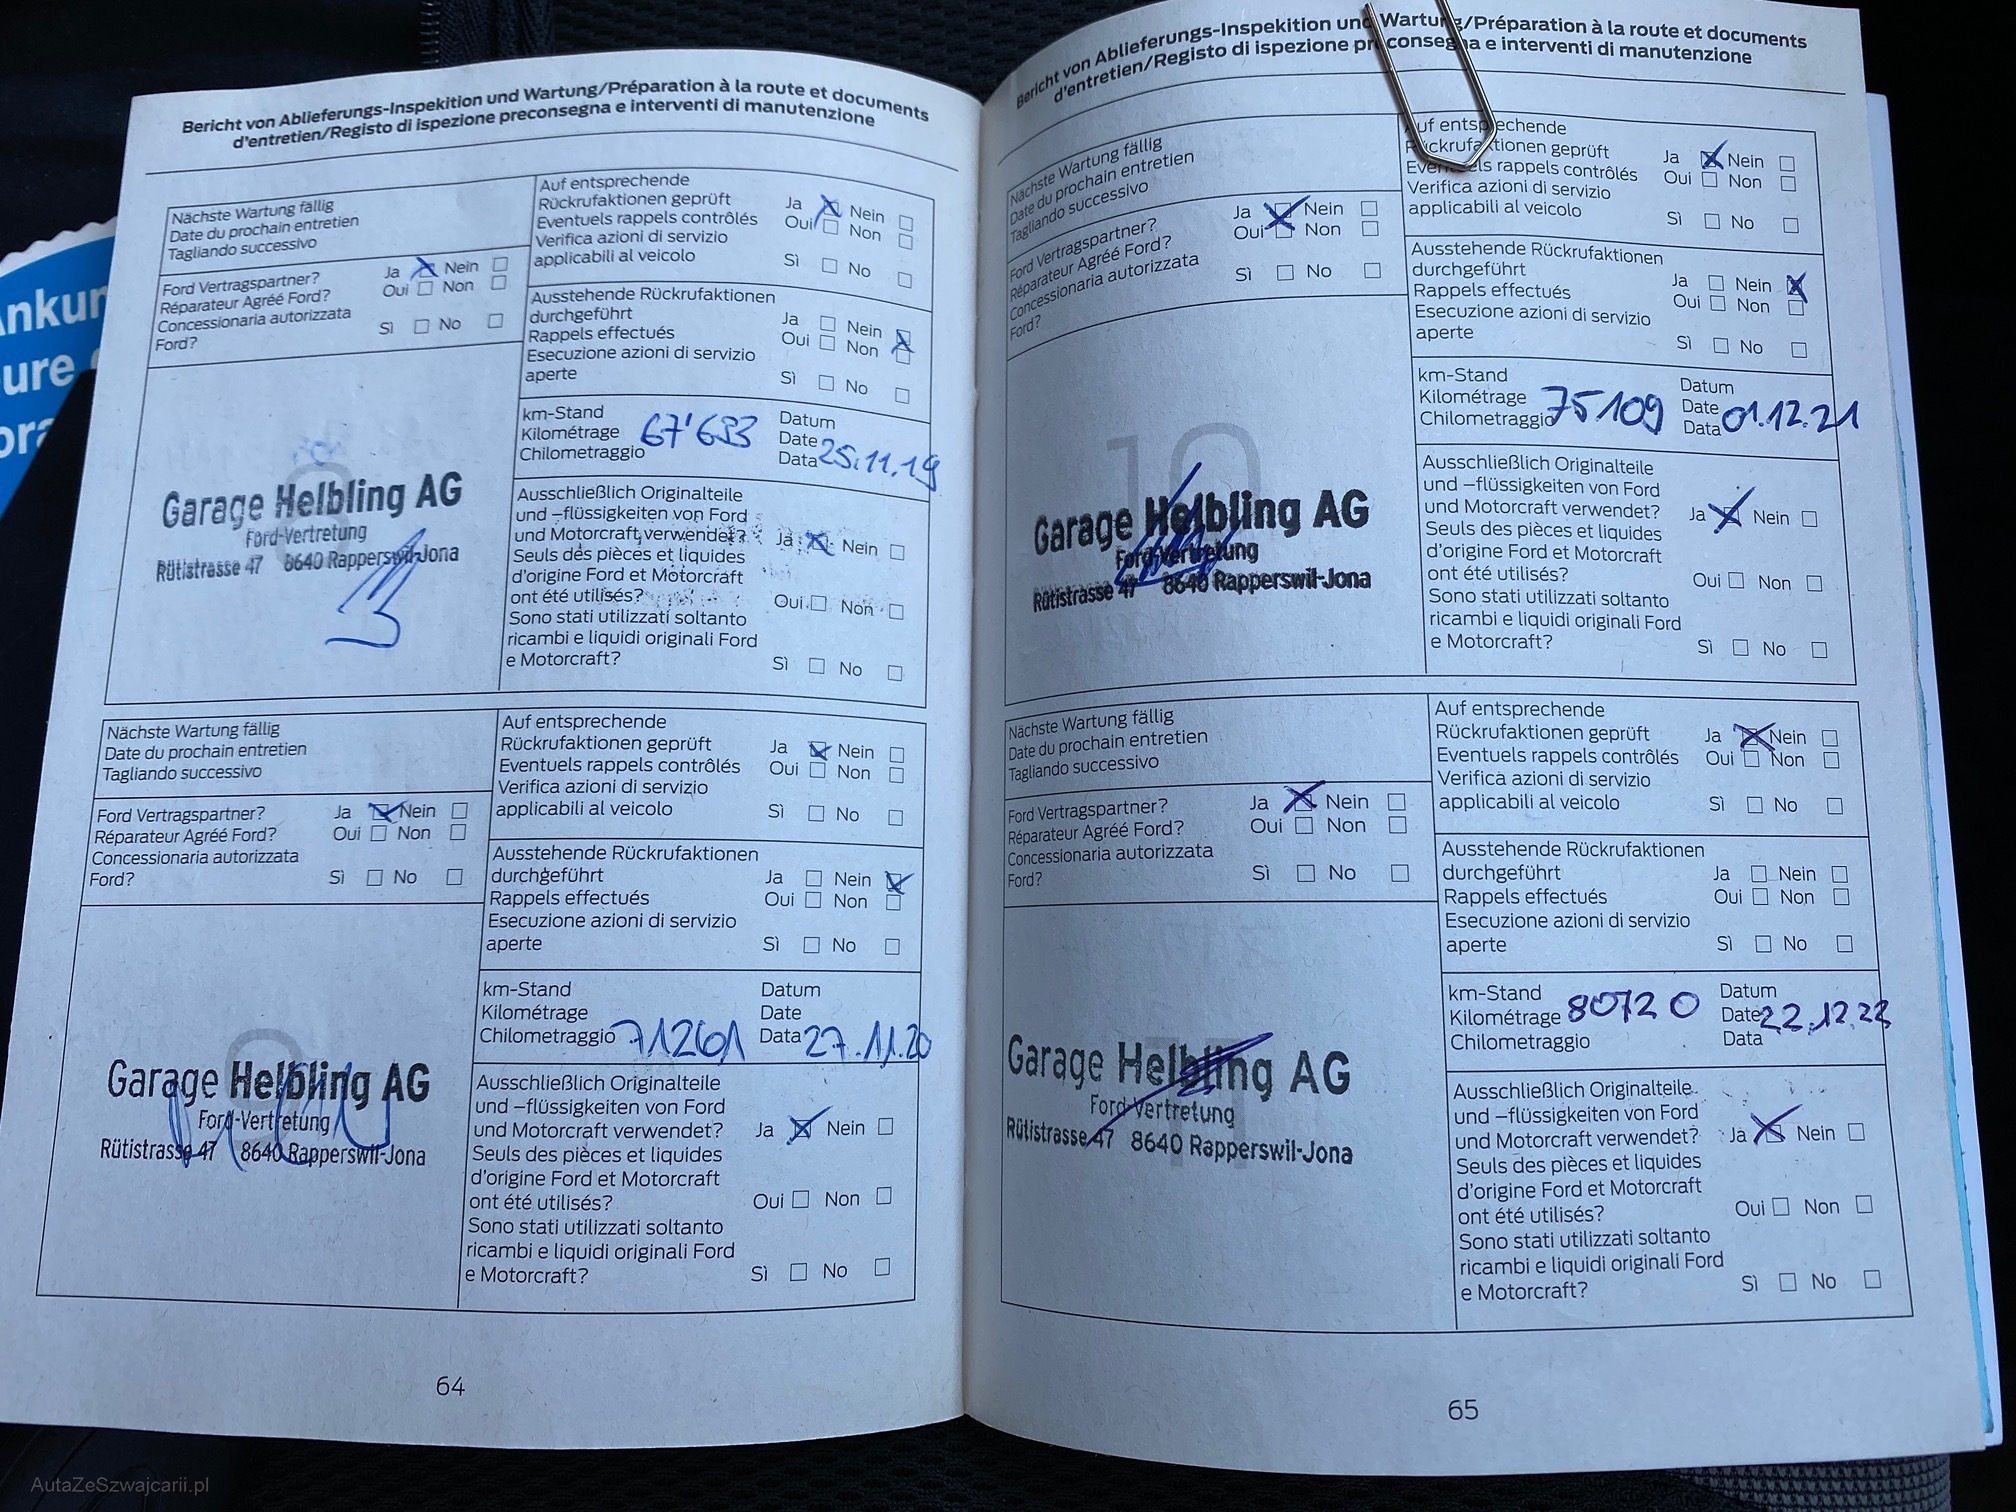 Bericht von Ablieferungs-Inspekition und Wartung/Préparation à la route et documents
d'entretien/Registo di ispezione preconsegna e interventi di manutenzione
Nächste Wartung fällig
Date du prochain entretien
Tagliando successivo
Ford Vertragspartner?
Réparateur Agréé Ford?
Concessionaria autorizzata
Ford?
Ja Nein
Oui Non
Sì No
Auf entsprechende
Rückrufaktionen geprüft
Eventuels rappels contrôlés
Verifica azioni di servizio
applicabili al veicolo
Ja Nein
Oui Non
Sì No
Ausstehende Rückrufaktionen
durchgeführt
Rappels effectués
Esecuzione azioni di servizio
aperte
Ja Nein
Oui Non
Sì No
km-Stand
Kilométrage
Chilometraggio
67'633
Datum
Date
Data
25.11.19
Garage Helbling AG
Ford-Vertretung
Rütistrasse 47 8640 Rapperswil-Jona
Ausschließlich Originalteile
und –flüssigkeiten von Ford
und Motorcraft verwendet?
Seuls des pièces et liquides
d'origine Ford et Motorcraft
ont été utilisés?
Sono stati utilizzati soltanto
ricambi e liquidi originali Ford
e Motorcraft?
Ja Nein
Oui Non
Sì No
Nächste Wartung fällig
Date du prochain entretien
Tagliando successivo
Ford Vertragspartner?
Réparateur Agréé Ford?
Concessionaria autorizzata
Ford?
Ja Nein
Oui Non
Sì No
Auf entsprechende
Rückrufaktionen geprüft
Eventuels rappels contrôlés
Verifica azioni di servizio
applicabili al veicolo
Ja Nein
Oui Non
Sì No
Ausstehende Rückrufaktionen
durchgeführt
Rappels effectués
Esecuzione azioni di servizio
aperte
Ja Nein
Oui Non
Sì No
km-Stand
Kilométrage
Chilometraggio
71261
Datum
Date
Data
27.11.20
9
Garage Helbling AG
Ford-Vertretung
Rütistrasse 47 8640 Rapperswil-Jona
Ausschließlich Originalteile
und –flüssigkeiten von Ford
und Motorcraft verwendet?
Seuls des pièces et liquides
d'origine Ford et Motorcraft
ont été utilisés?
Sono stati utilizzati soltanto
ricambi e liquidi originali Ford
e Motorcraft?
Ja Nein
Oui Non
Sì No
64
Bericht von Ablieferungs-Inspekition und Wartung/Préparation à la route et documents
d'entretien/Registo di ispezione preconsegna e interventi di manutenzione
Nächste Wartung fällig
Date du prochain entretien
Tagliando successivo
Ford Vertragspartner?
Réparateur Agréé Ford?
Concessionaria autorizzata
Ford?
Ja Nein
Oui Non
Sì No
Auf entsprechende
Rückrufaktionen geprüft
Eventuels rappels contrôlés
Verifica azioni di servizio
applicabili al veicolo
Ja Nein
Oui Non
Sì No
Ausstehende Rückrufaktionen
durchgeführt
Rappels effectués
Esecuzione azioni di servizio
aperte
Ja Nein
Oui Non
Sì No
km-Stand
Kilométrage
Chilometraggio
75109
Datum
Date
Data
01.12.21
10
Garage Helbling AG
Ford-Vertretung
Rütistrasse 47 8640 Rapperswil-Jona
Ausschließlich Originalteile
und –flüssigkeiten von Ford
und Motorcraft verwendet?
Seuls des pièces et liquides
d'origine Ford et Motorcraft
ont été utilisés?
Sono stati utilizzati soltanto
ricambi e liquidi originali Ford
e Motorcraft?
Ja Nein
Oui Non
Sì No
Nächste Wartung fällig
Date du prochain entretien
Tagliando successivo
Ford Vertragspartner?
Réparateur Agréé Ford?
Concessionaria autorizzata
Ford?
Ja Nein
Oui Non
Sì No
Auf entsprechende
Rückrufaktionen geprüft
Eventuels rappels contrôlés
Verifica azioni di servizio
applicabili al veicolo
Ja Nein
Oui Non
Sì No
Ausstehende Rückrufaktionen
durchgeführt
Rappels effectués
Esecuzione azioni di servizio
aperte
Ja Nein
Oui Non
Sì No
km-Stand
Kilométrage
Chilometraggio
80720
Datum
Date
Data
22.12.22
11
Garage Helbling AG
Ford-Vertretung
Rütistrasse 47 8640 Rapperswil-Jona
Ausschließlich Originalteile
und –flüssigkeiten von Ford
und Motorcraft verwendet?
Seuls des pièces et liquides
d'origine Ford et Motorcraft
ont été utilisés?
Sono stati utilizzati soltanto
ricambi e liquidi originali Ford
e Motorcraft?
Ja Nein
Oui Non
Sì No
65
AutaZeSzwajcarii.pl